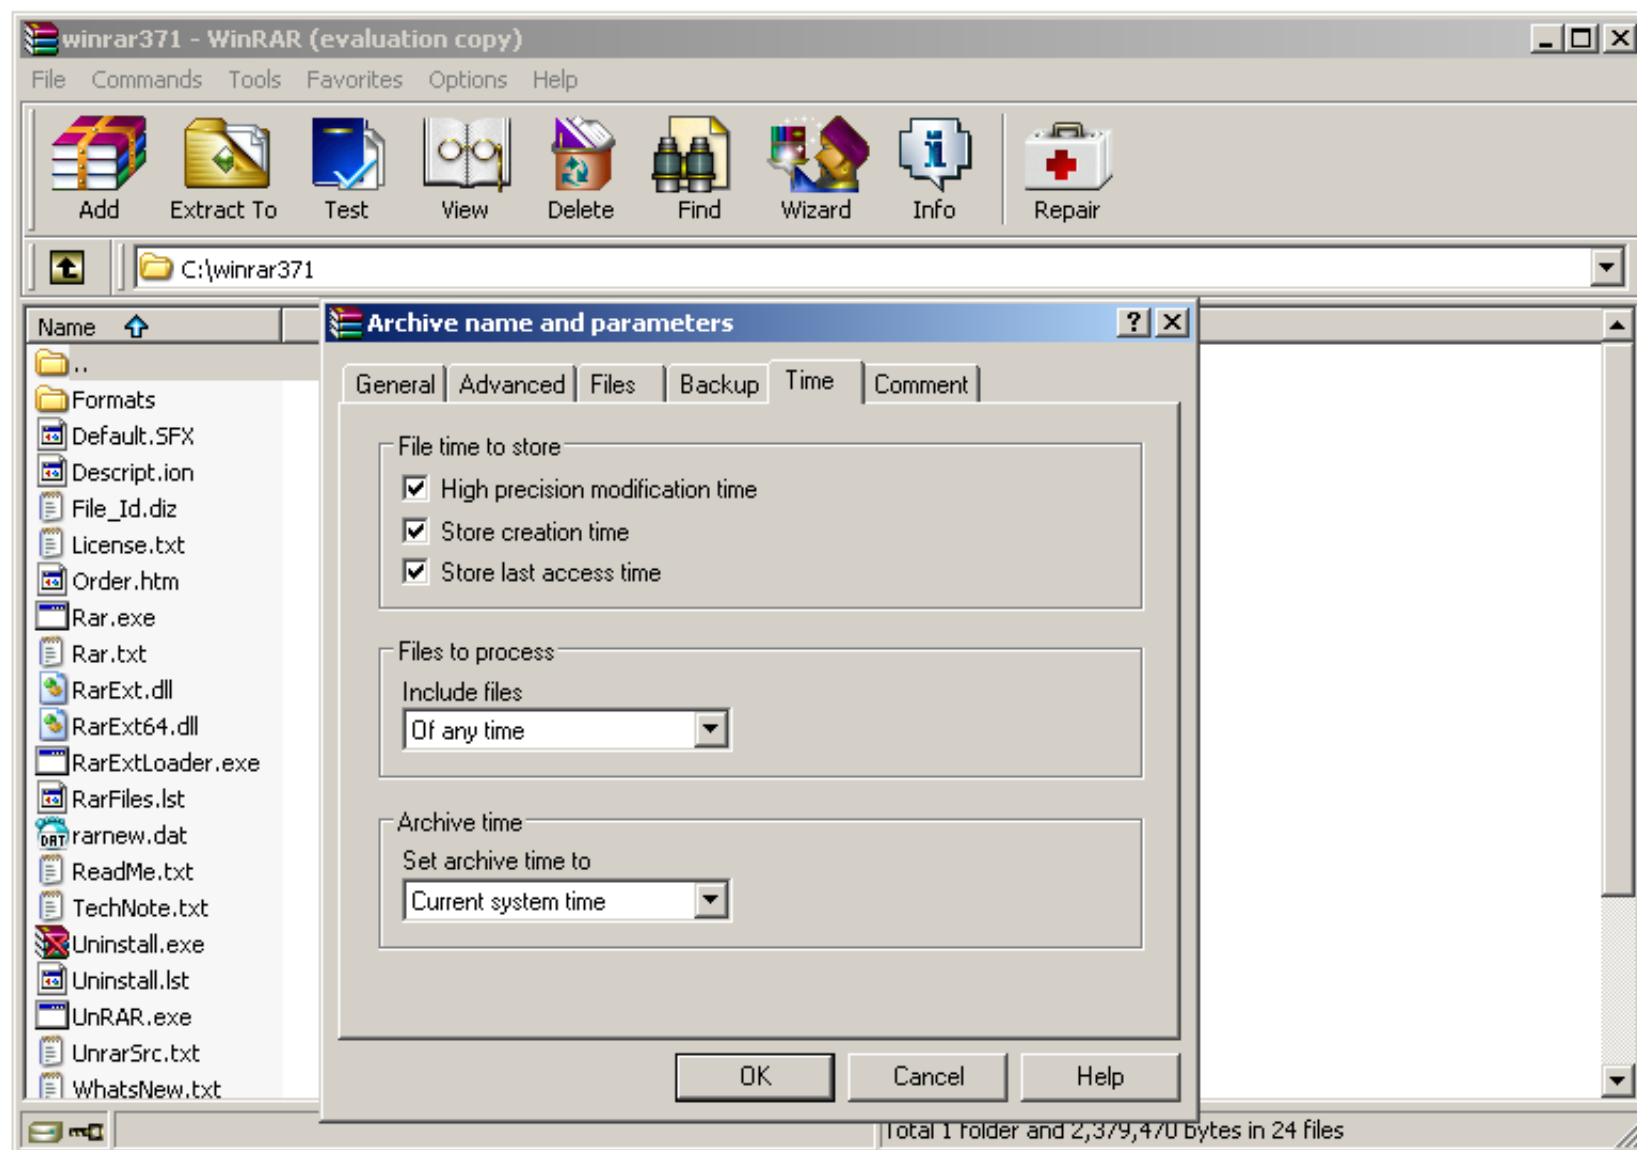 winrar371 - WinRAR (evaluation copy)
File Commands Tools Favorites Options Help
Add Extract To Test View Delete Find Wizard Info Repair
C:\winrar371
Name
..
Formats
Default.SFX
Descript.ion
File_Id.diz
License.txt
Order.htm
Rar.exe
Rar.txt
RarExt.dll
RarExt64.dll
RarExtLoader.exe
RarFiles.lst
DAT
rarnew.dat
ReadMe.txt
TechNote.txt
Uninstall.exe
Uninstall.lst
UnRAR.exe
UnrarSrc.txt
WhatsNew.txt
Archive name and parameters
General Advanced Files Backup Time Comment
File time to store
High precision modification time
Store creation time
Store last access time
Files to process
Include files
Of any time
Archive time
Set archive time to
Current system time
OK Cancel Help
Total 1 folder and 2,379,470 bytes in 24 files